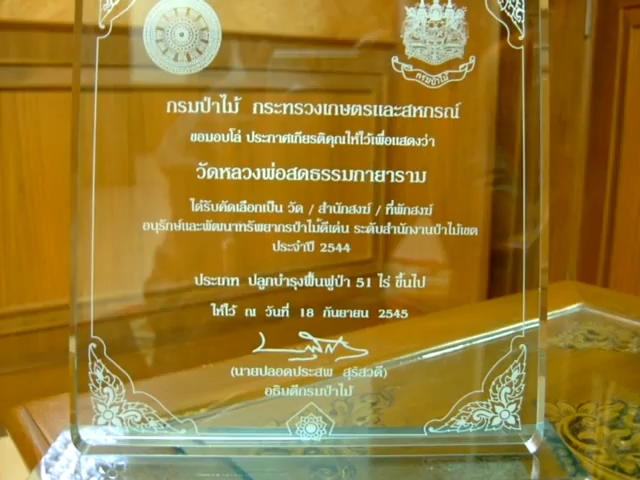 กรมป่าไม้
กรมป่าไม้ กระทรวงเกษตรและสหกรณ์
ขอมอบโล่ ประกาศเกียรติคุณให้ไว้เพื่อแสดงว่า
วัดหลวงพ่อสดธรรมกายาราม
ได้รับคัดเลือกเป็น วัด / สำนักสงฆ์ / ที่พักสงฆ์
อนุรักษ์และพัฒนาทรัพยากรป่าไม้ดีเด่น ระดับสำนักงานป่าไม้เขต
ประจำปี 2544
ประเภท ปลูกบำรุงฟื้นฟูป่า 51 ไร่ ขึ้นไป
ให้ไว้ ณ วันที่ 18 กันยายน 2545
(นายปลอดประสพ สุรัสวดี)
อธิบดีกรมป่าไม้